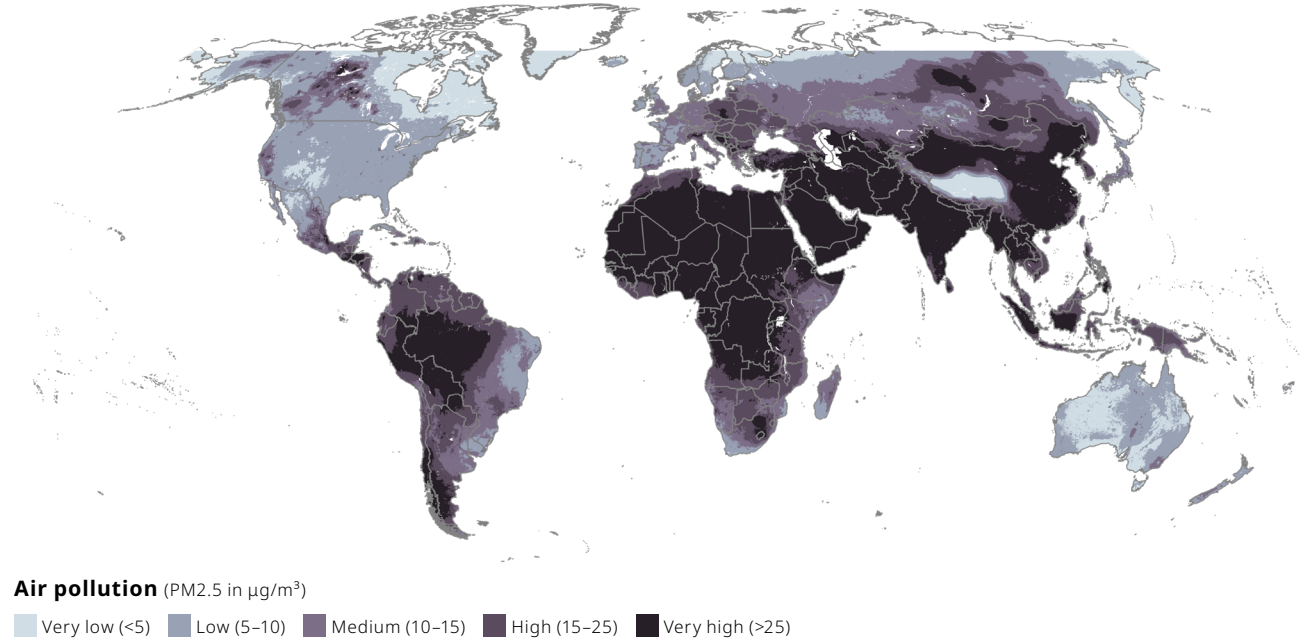 Air pollution (PM2.5 in µg/m³)
Very low (<5) Low (5–10) Medium (10–15) High (15–25) Very high (>25)